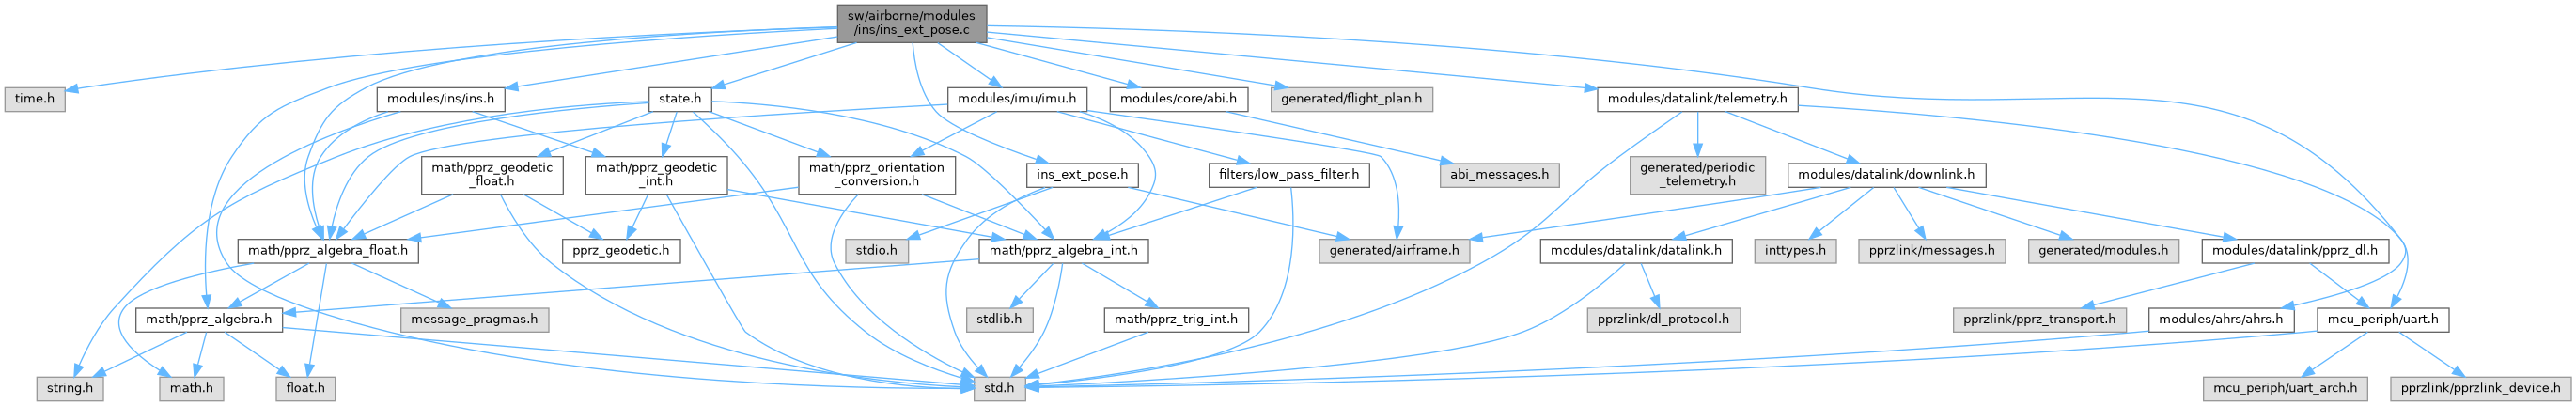 sw/airborne/modules
/ins/ins_ext_pose.c
time.h
modules/ins/ins.h
state.h
modules/imu/imu.h
modules/core/abi.h
generated/flight_plan.h
modules/datalink/telemetry.h
math/pprz_geodetic
_float.h
math/pprz_geodetic
_int.h
math/pprz_orientation
_conversion.h
ins_ext_pose.h
filters/low_pass_filter.h
abi_messages.h
generated/periodic
_telemetry.h
modules/datalink/downlink.h
math/pprz_algebra_float.h
pprz_geodetic.h
stdio.h
math/pprz_algebra_int.h
generated/airframe.h
modules/datalink/datalink.h
inttypes.h
pprzlink/messages.h
generated/modules.h
modules/datalink/pprz_dl.h
math/pprz_algebra.h
message_pragmas.h
stdlib.h
math/pprz_trig_int.h
pprzlink/dl_protocol.h
pprzlink/pprz_transport.h
modules/ahrs/ahrs.h
mcu_periph/uart.h
string.h
math.h
float.h
std.h
mcu_periph/uart_arch.h
pprzlink/pprzlink_device.h